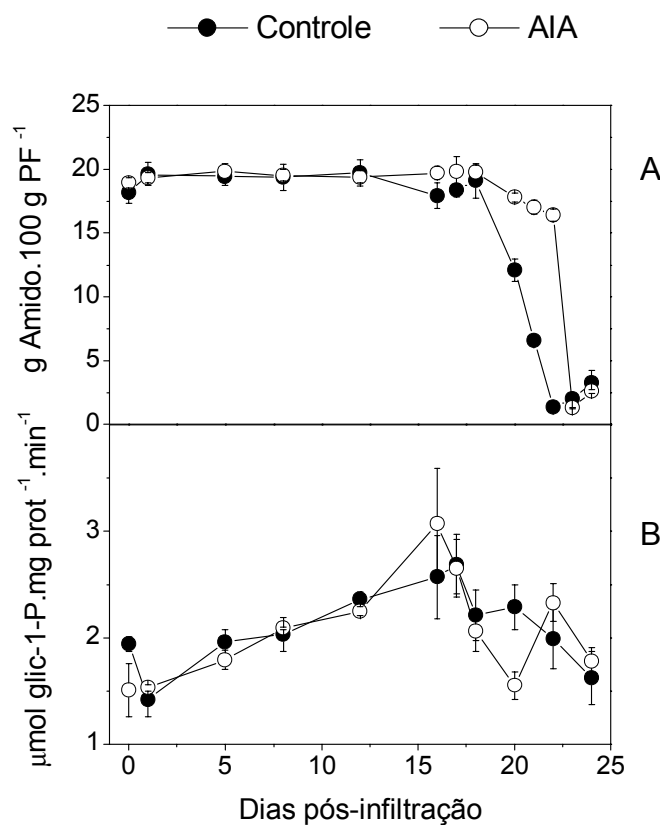 Controle AIA
A
g Amido.100 g PF⁻¹
25
20
15
10
5
0
B
µmol glic-1-P.mg prot⁻¹.min⁻¹
3
2
1
0 5 10 15 20 25
Dias pós-infiltração